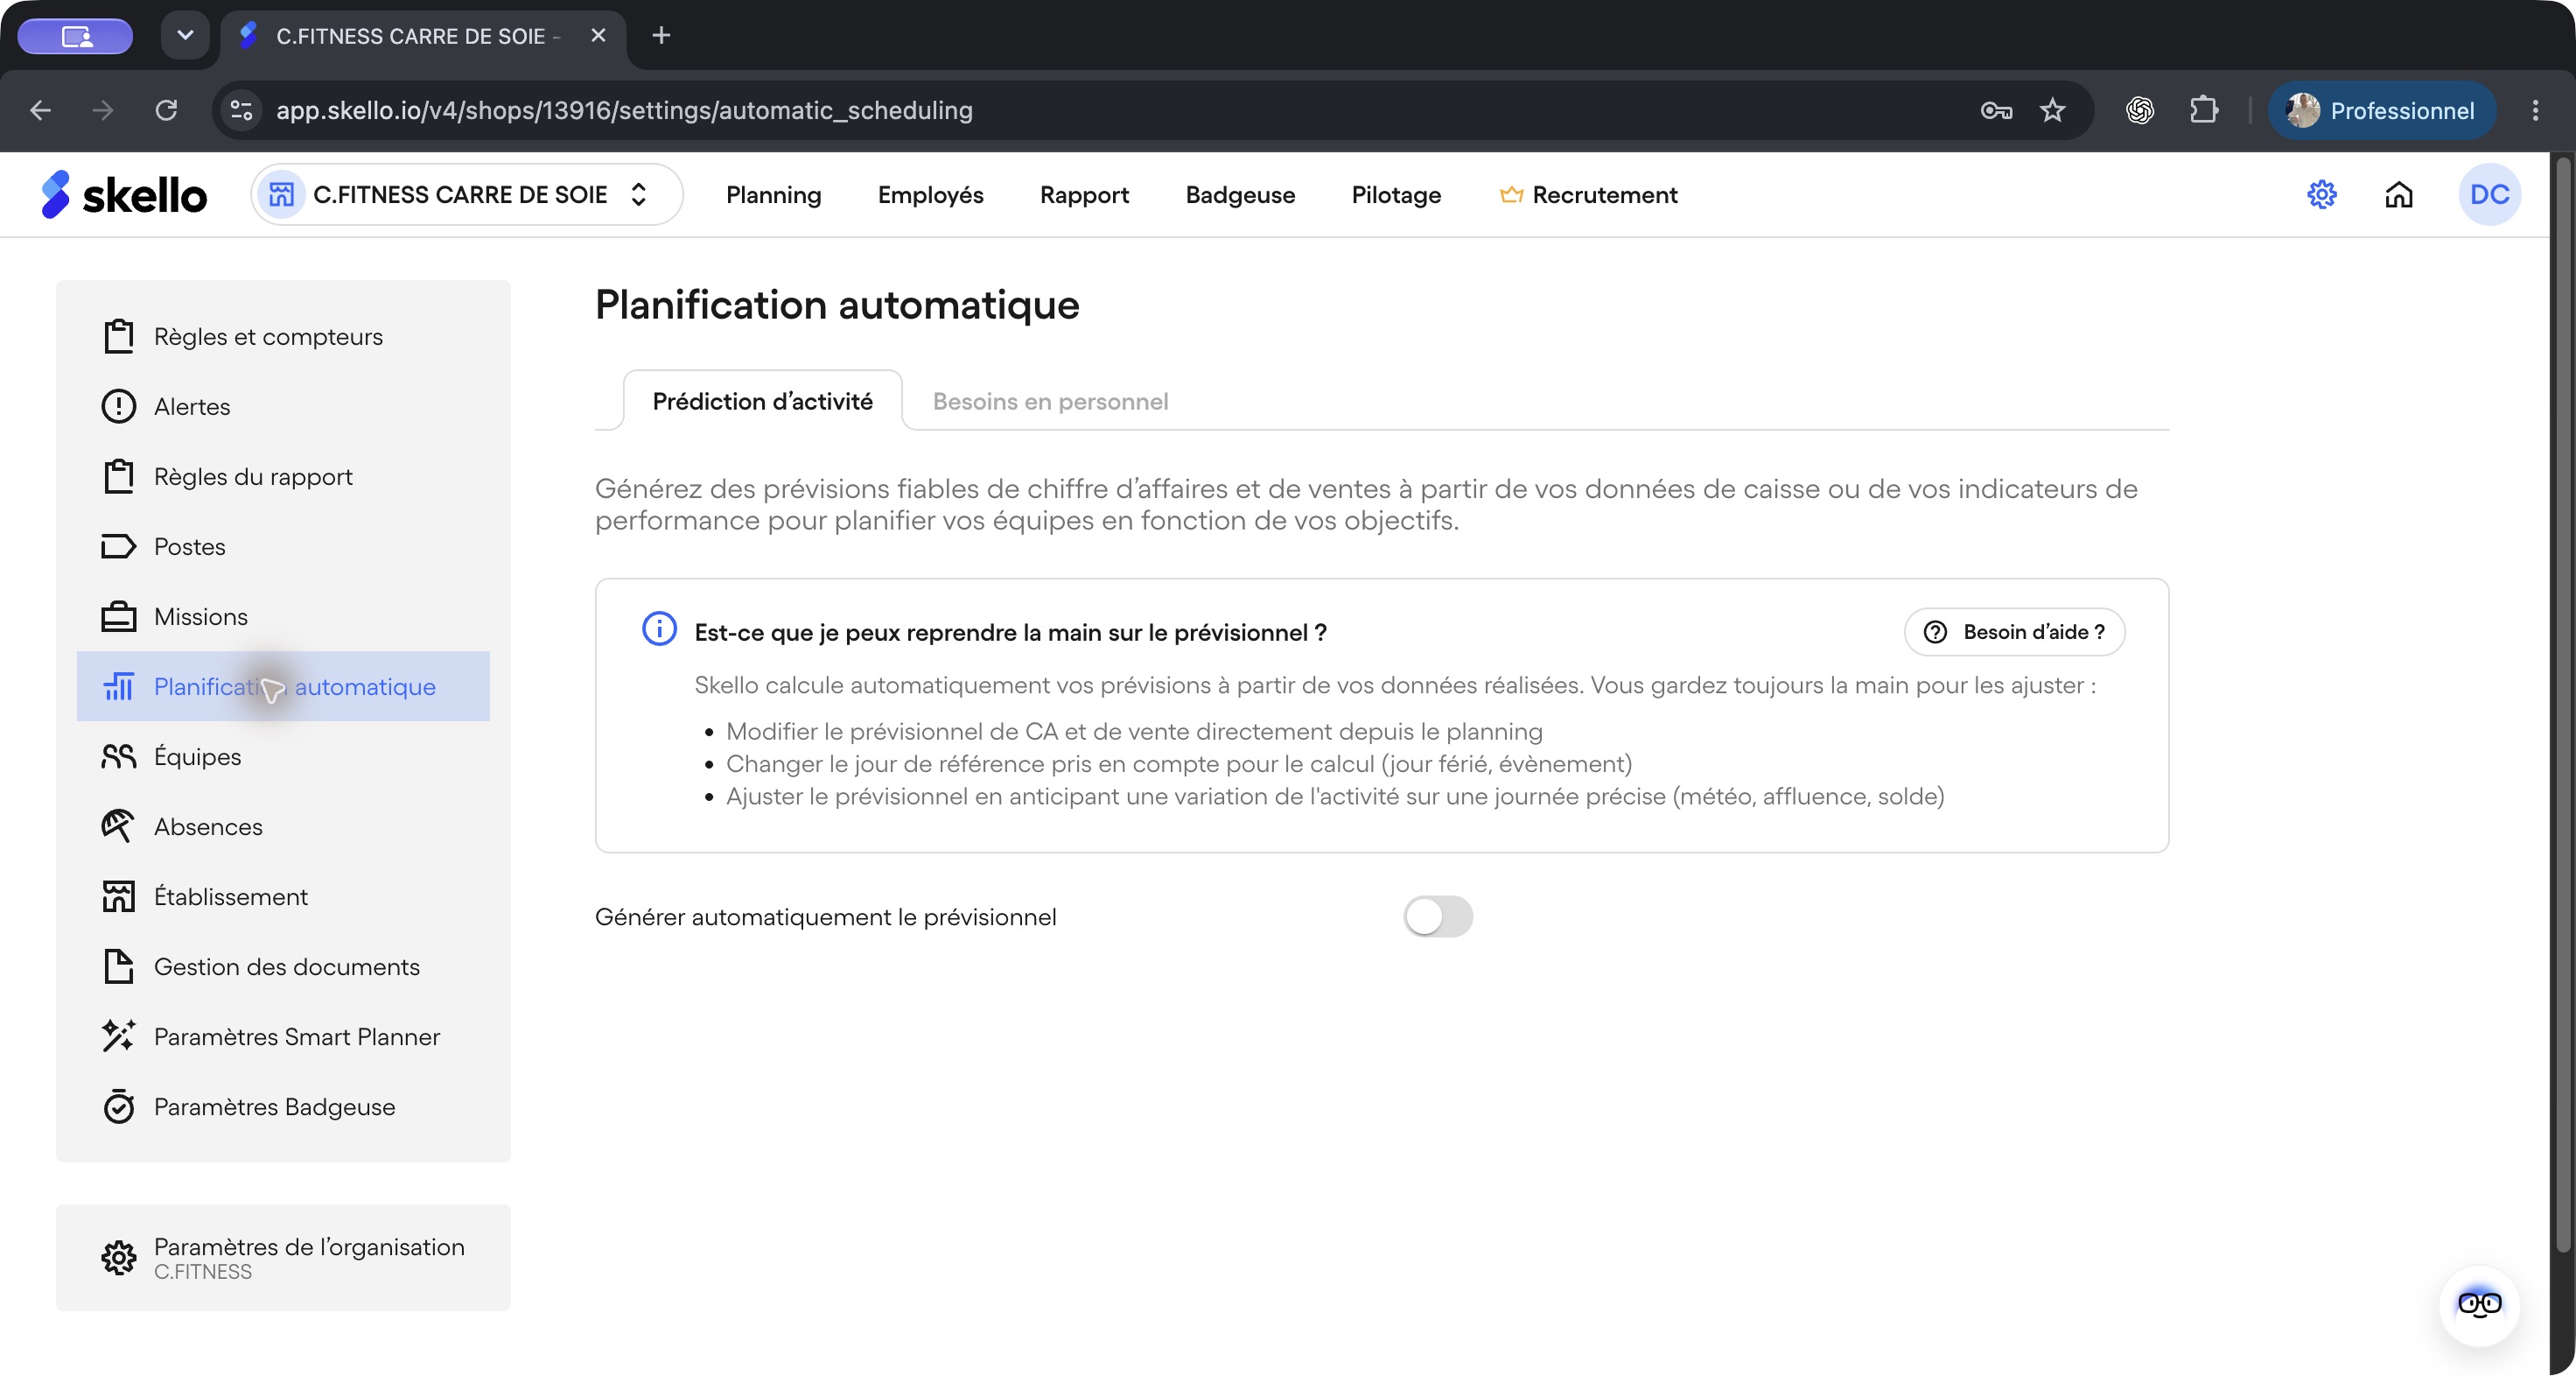 C.FITNESS CARRE DE SOIE -
app.skello.io/v4/shops/13916/settings/automatic_scheduling
Professionnel
skello
C.FITNESS CARRE DE SOIE
Planning
Employés
Rapport
Badgeuse
Pilotage
Recrutement
DC
Règles et compteurs
Alertes
Règles du rapport
Postes
Missions
Planification automatique
Équipes
Absences
Établissement
Gestion des documents
Paramètres Smart Planner
Paramètres Badgeuse
Paramètres de l’organisation
C.FITNESS
Planification automatique
Prédiction d’activité
Besoins en personnel
Générez des prévisions fiables de chiffre d’affaires et de ventes à partir de vos données de caisse ou de vos indicateurs de
performance pour planifier vos équipes en fonction de vos objectifs.
Est-ce que je peux reprendre la main sur le prévisionnel ?
Besoin d’aide ?
Skello calcule automatiquement vos prévisions à partir de vos données réalisées. Vous gardez toujours la main pour les ajuster :
• Modifier le prévisionnel de CA et de vente directement depuis le planning
• Changer le jour de référence pris en compte pour le calcul (jour férié, évènement)
• Ajuster le prévisionnel en anticipant une variation de l'activité sur une journée précise (météo, affluence, solde)
Générer automatiquement le prévisionnel